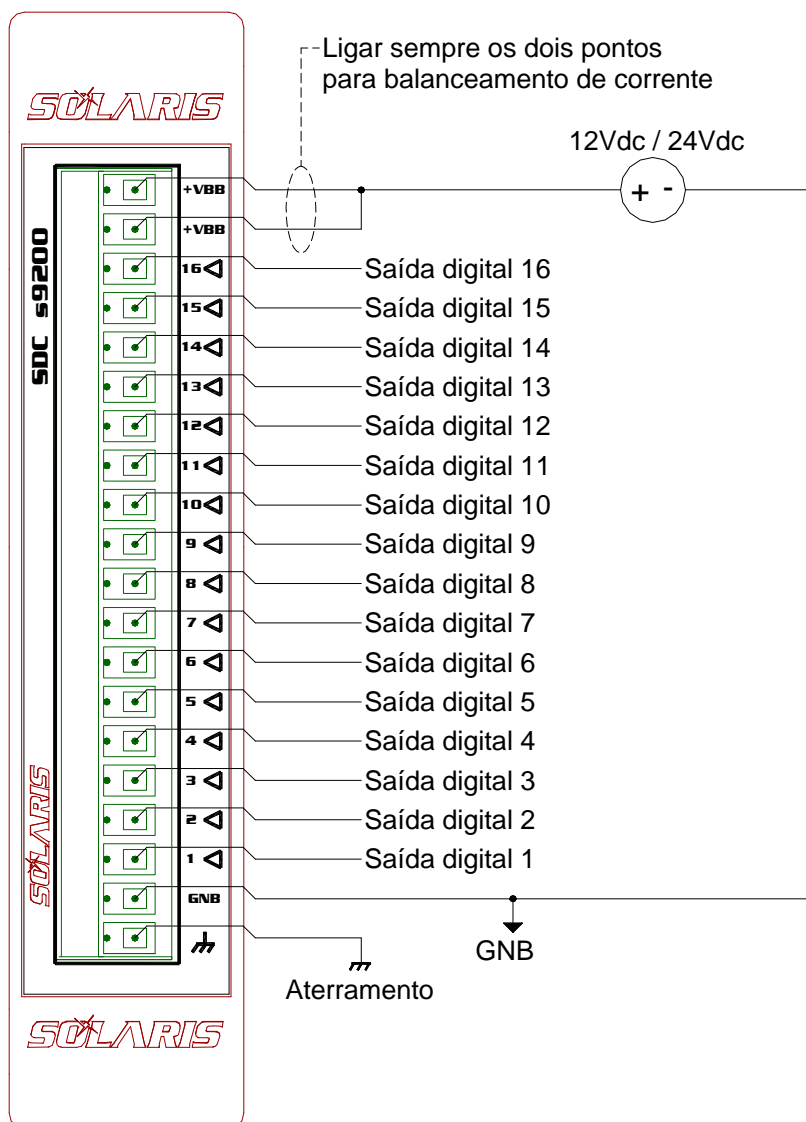 Ligar sempre os dois pontos
para balanceamento de corrente
SOLARIS
12Vdc / 24Vdc
+ -
SDC s9200
+VBB
+VBB
16 Saída digital 16
15 Saída digital 15
14 Saída digital 14
13 Saída digital 13
12 Saída digital 12
11 Saída digital 11
10 Saída digital 10
9 Saída digital 9
8 Saída digital 8
7 Saída digital 7
6 Saída digital 6
5 Saída digital 5
4 Saída digital 4
3 Saída digital 3
2 Saída digital 2
1 Saída digital 1
SOLARIS
GNB
GNB
Aterramento
SOLARIS